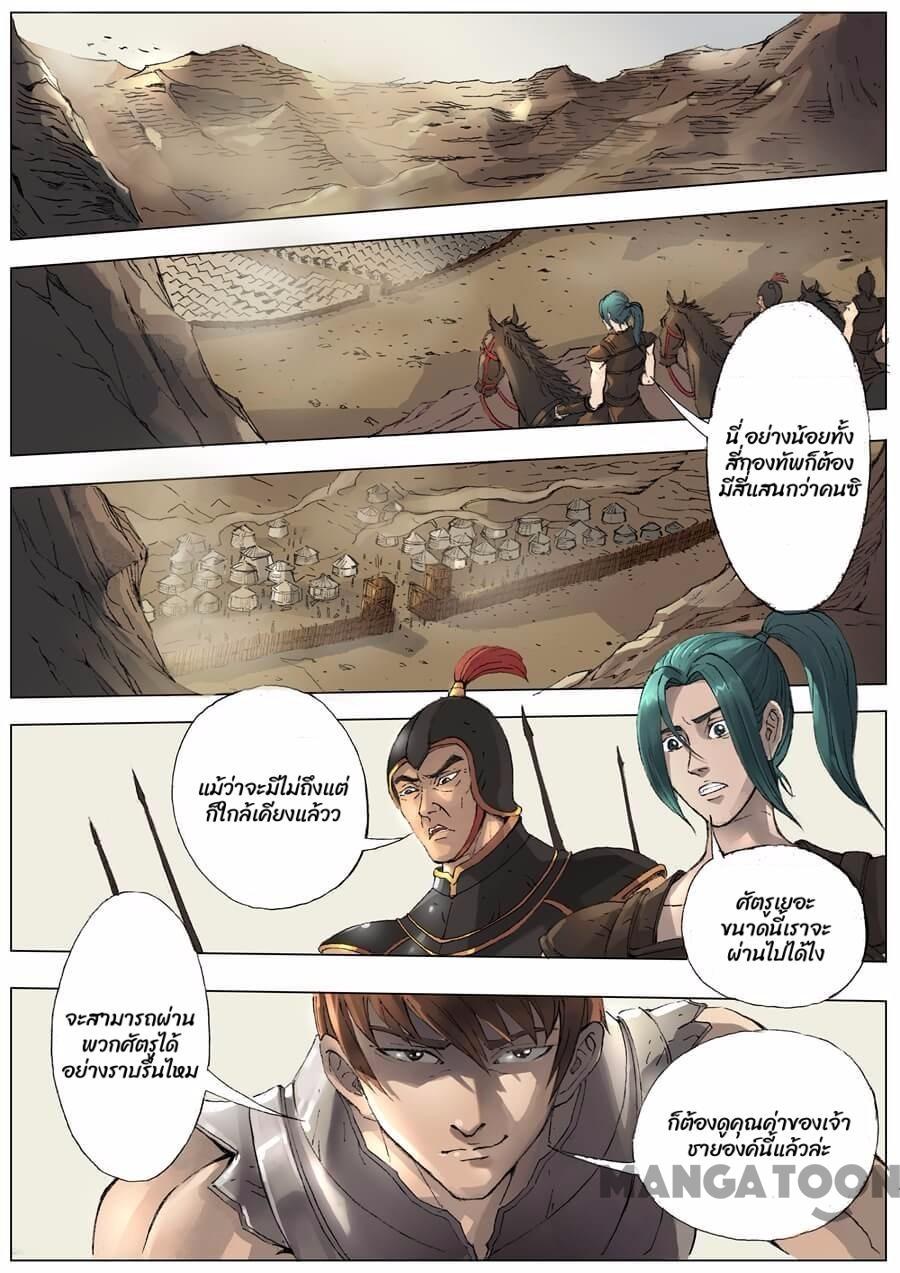 นี่ อย่างน้อยทั้ง
สี่กองทัพก็ต้อง
มีสี่แสนกว่าคนซิ
แม้ว่าจะมีไม่ถึงแต่
ก็ใกล้เคียงแล้วว
ศัตรูเยอะ
ขนาดนี้เราจะ
ผ่านไปได้ไง
จะสามารถผ่าน
พวกศัตรูได้
อย่างราบรื่นไหม
ก็ต้องดูคุณค่าของเจ้า
ชายองค์นี้แล้วล่ะ
MANGATOON